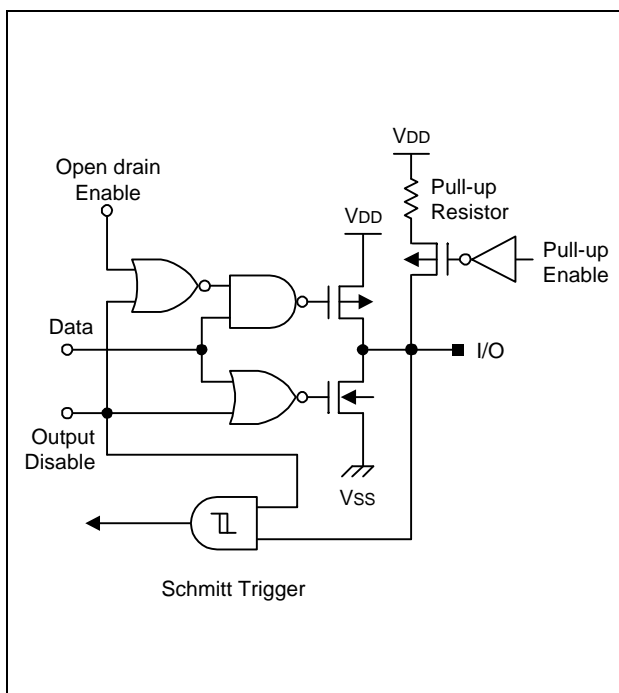 VDD
Open drain
Enable
Pull-up
Resistor
VDD
Pull-up
Enable
Data
I/O
Output
Disable
VSS
Schmitt Trigger